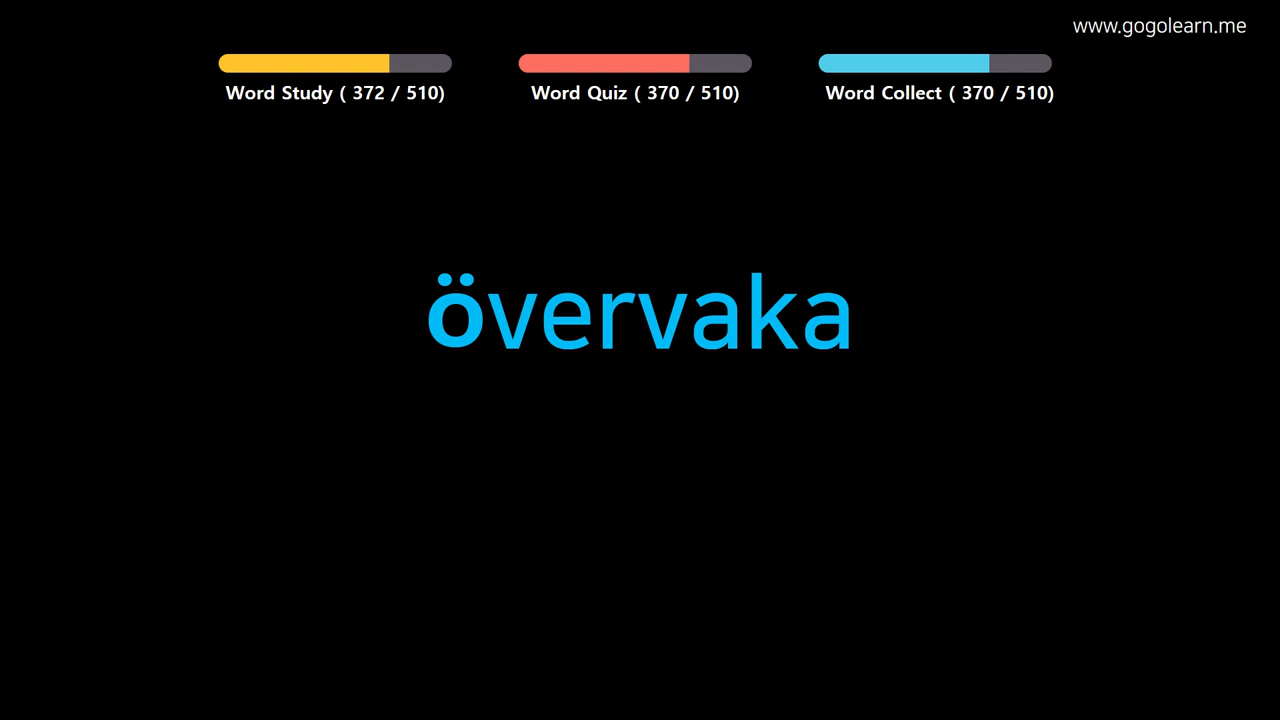 www.gogolearn.me
Word Study ( 372 / 510)
Word Quiz ( 370 / 510)
Word Collect ( 370 / 510)
övervaka